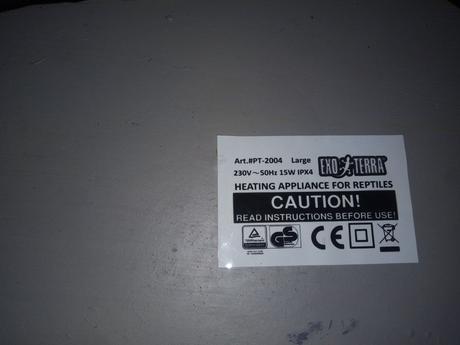 Art.#PT-2004 Large
EXO TERRA
230V~50Hz 15W IPX4
HEATING APPLIANCE FOR REPTILES
CAUTION!
READ INSTRUCTIONS BEFORE USE!
GS CE